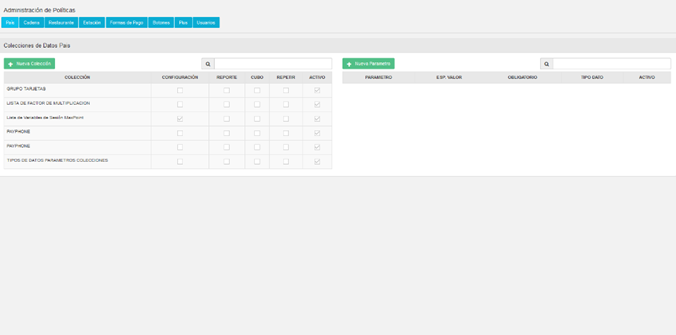 Administración de Políticas
País Cadena Restaurante Estación Formas de Pago Botones Plus Usuarios
Colecciones de Datos País
Nueva Colección Nuevo Parametro
COLECCIÓN CONFIGURACIÓN REPORTE CUBO REPETIR ACTIVO PARAMETRO ESP. VALOR OBLIGATORIO TIPO DATO ACTIVO
GRUPO TARJETAS
LISTA DE FACTOR DE MULTIPLICACION
Lista de Variables de Sesión MaxPoint
PAYPHONE
PAYPHONE
TIPOS DE DATOS PARAMETROS COLECCIONES